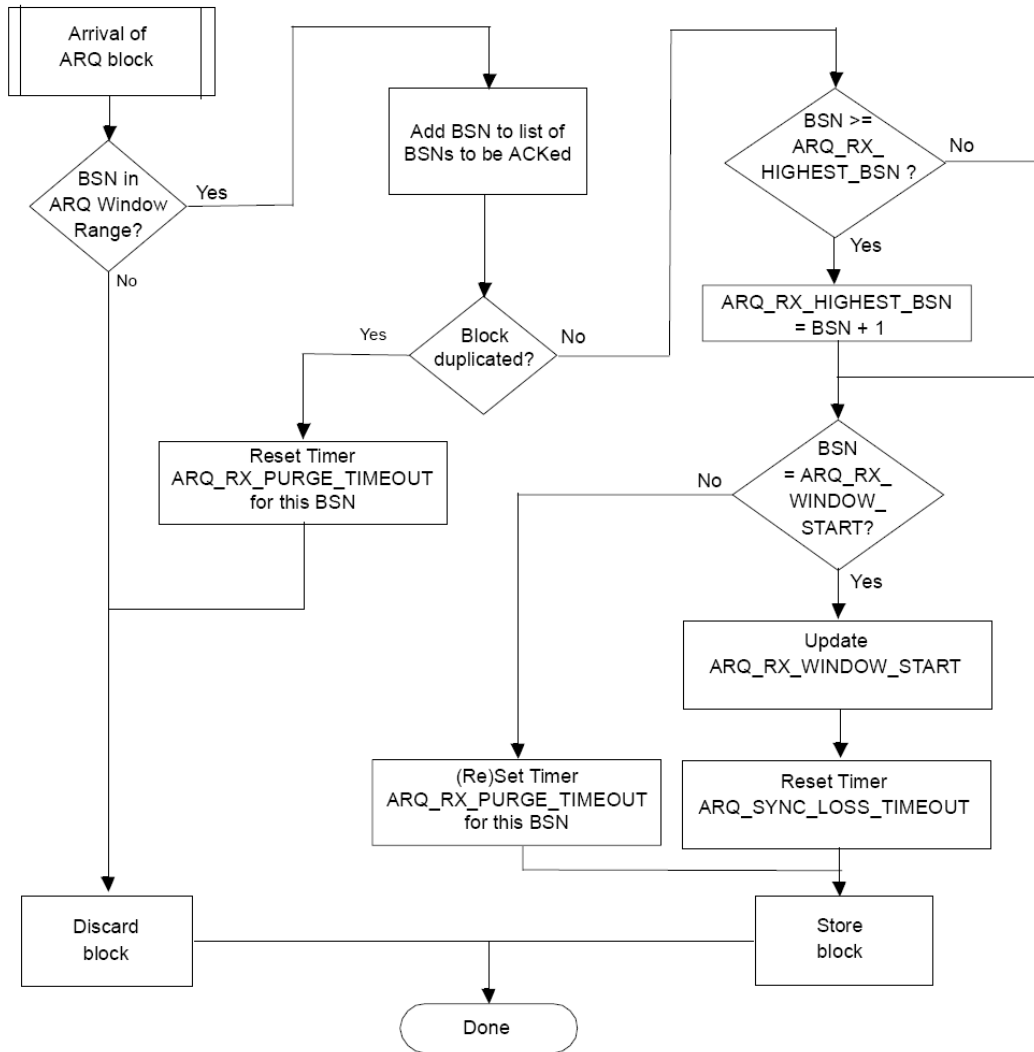 Arrival of
ARQ block
BSN in
ARQ Window
Range?
Yes
No
Add BSN to list of
BSNs to be ACKed
Block
duplicated?
Yes
No
Reset Timer
ARQ_RX_PURGE_TIMEOUT
for this BSN
BSN >=
ARQ_RX_
HIGHEST_BSN ?
No
Yes
ARQ_RX_HIGHEST_BSN
= BSN + 1
BSN
= ARQ_RX_
WINDOW_
START?
No
Yes
Update
ARQ_RX_WINDOW_START
(Re)Set Timer
ARQ_RX_PURGE_TIMEOUT
for this BSN
Reset Timer
ARQ_SYNC_LOSS_TIMEOUT
Discard
block
Store
block
Done